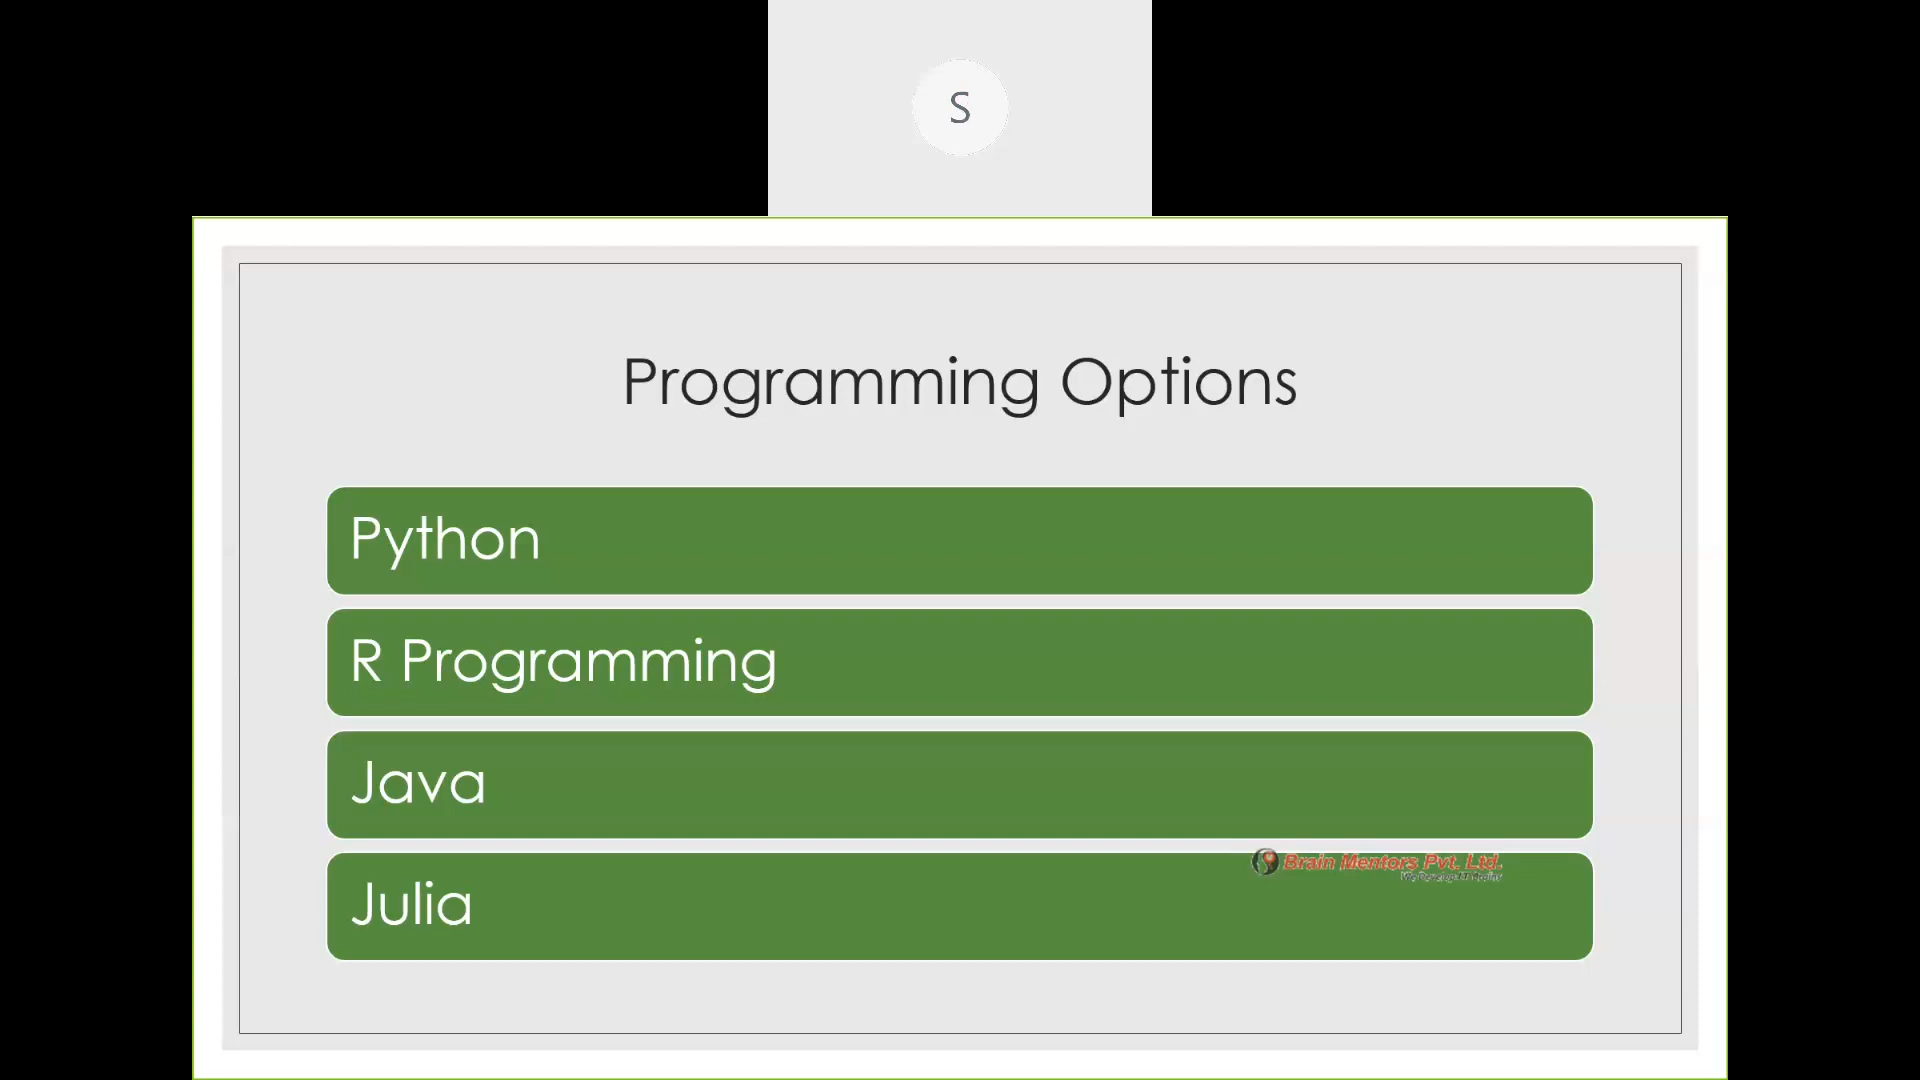 S
Programming Options
Python
R Programming
Java
Brain Mentors Pvt. Ltd.
Julia